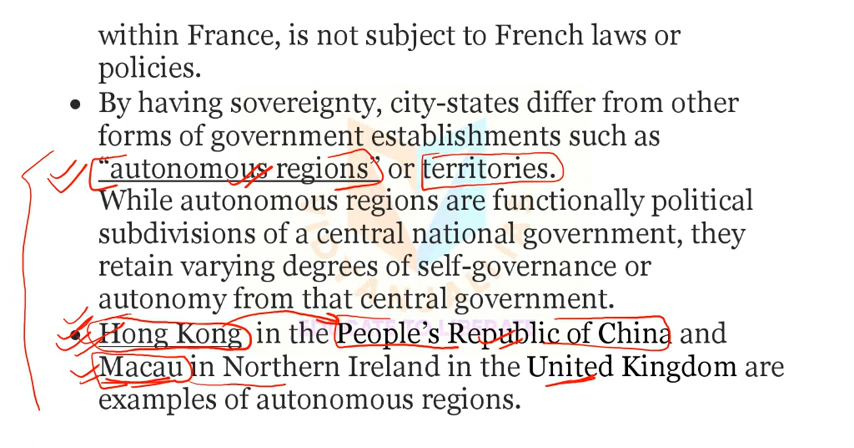 within France, is not subject to French laws or
policies.
• By having sovereignty, city-states differ from other
forms of government establishments such as
“autonomous regions” or territories.
While autonomous regions are functionally political
subdivisions of a central national government, they
retain varying degrees of self-governance or
autonomy from that central government.
• Hong Kong in the People’s Republic of China and
Macau in Northern Ireland in the United Kingdom are
examples of autonomous regions.